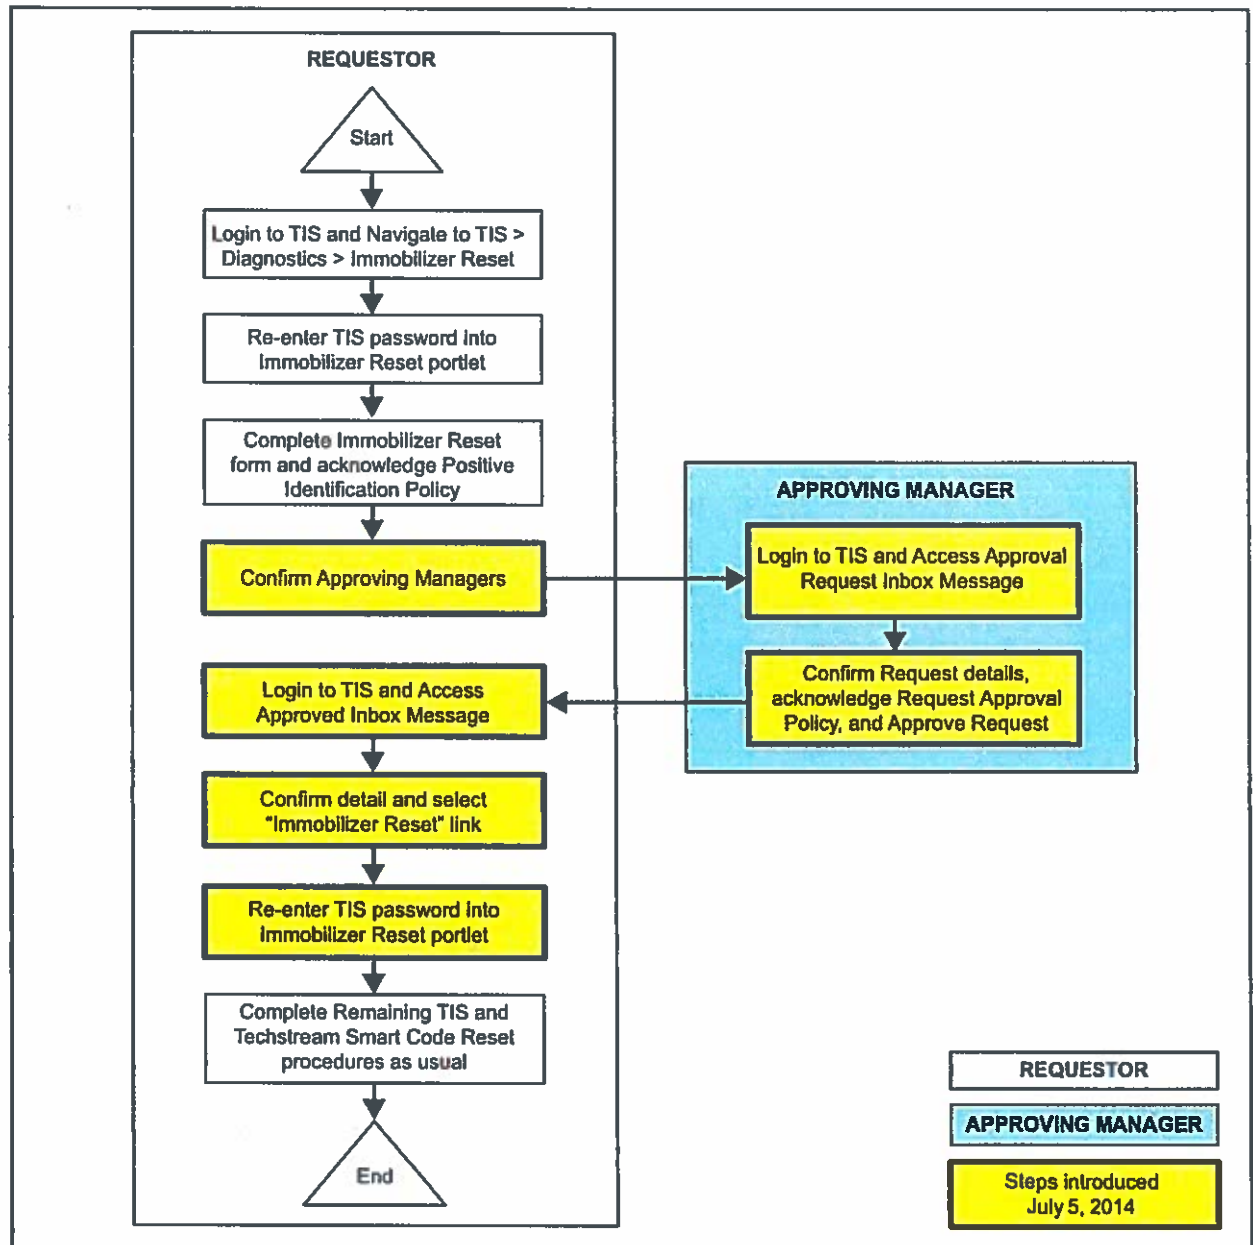 REQUESTOR
Start
Login to TIS and Navigate to TIS >
Diagnostics > Immobilizer Reset
Re-enter TIS password into
Immobilizer Reset portlet
Complete Immobilizer Reset
form and acknowledge Positive
Identification Policy
Confirm Approving Managers
APPROVING MANAGER
Login to TIS and Access Approval
Request Inbox Message
Confirm Request details,
acknowledge Request Approval
Policy, and Approve Request
Login to TIS and Access
Approved Inbox Message
Confirm detail and select
"Immobilizer Reset" link
Re-enter TIS password into
Immobilizer Reset portlet
Complete Remaining TIS and
Techstream Smart Code Reset
procedures as usual
End
REQUESTOR
APPROVING MANAGER
Steps introduced
July 5, 2014